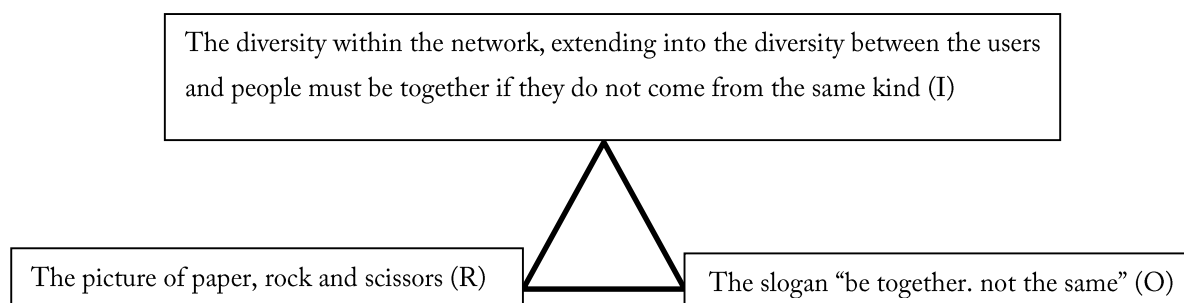 The diversity within the network, extending into the diversity between the users
and people must be together if they do not come from the same kind (I)
The picture of paper, rock and scissors (R)
The slogan “be together. not the same” (O)